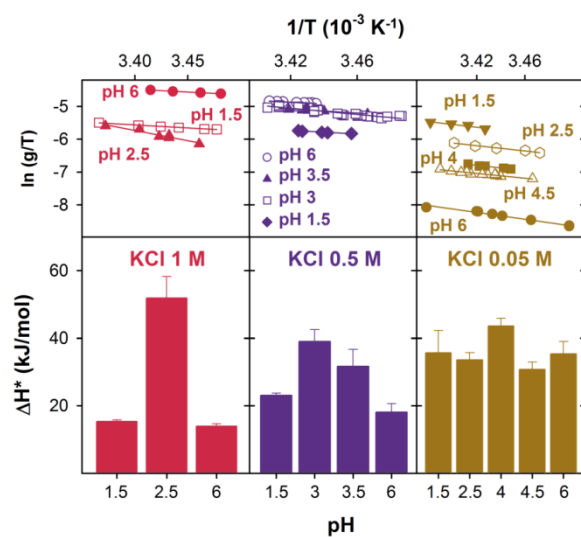 1/T (10-3 K-1)
3.40 3.45 3.42 3.46 3.42 3.46
ln (g/T)
-5
-6
-7
-8
pH 6
pH 1.5
pH 2.5
pH 6
pH 3.5
pH 3
pH 1.5
pH 1.5
pH 2.5
pH 4
pH 4.5
pH 6
KCl 1 M KCl 0.5 M KCl 0.05 M
ΔH* (kJ/mol)
60
40
20
1.5 2.5 6 1.5 3 3.5 6 1.5 2.5 4 4.5 6
pH